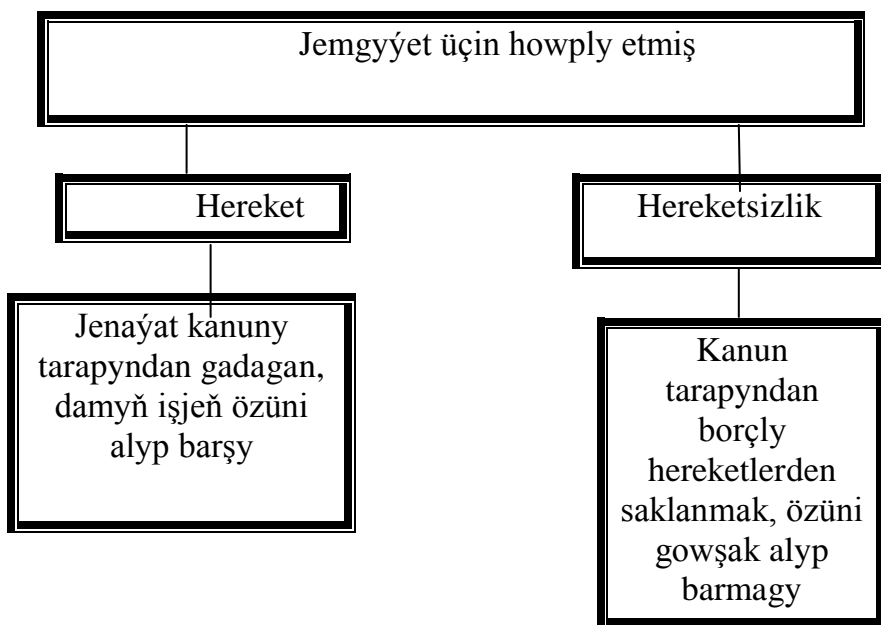 Jemgyýet üçin howply etmiş
Hereket
Hereketsizlik
Jenaýat kanuny
tarapyndan gadagan,
damyň işjeň özüni
alyp barşy
Kanun
tarapyndan
borçly
hereketlerden
saklanmak, özüni
gowşak alyp
barmagy